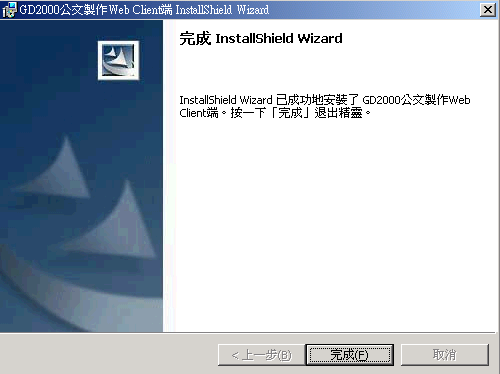 GD2000公文製作Web Client端 InstallShield Wizard
完成 InstallShield Wizard
InstallShield Wizard 已成功地安裝了 GD2000公文製作Web
Client端。按一下「完成」退出精靈。
< 上一步(B)
完成(F)
取消